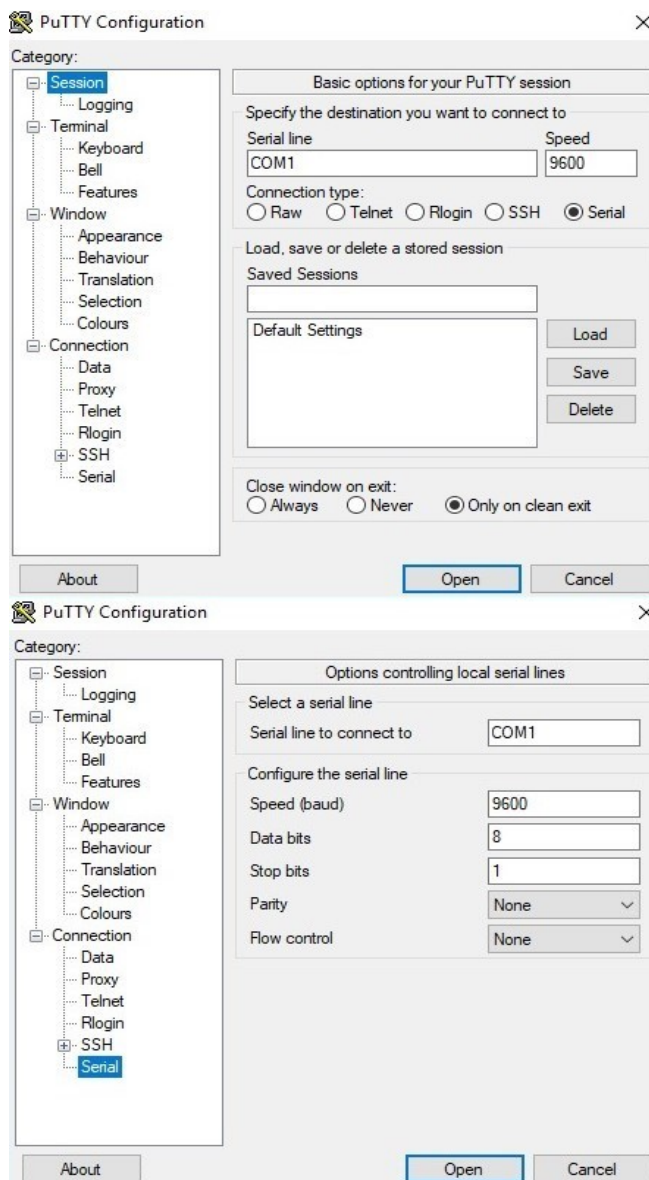 PuTTY Configuration
Category:
Session
Logging
Terminal
Keyboard
Bell
Features
Window
Appearance
Behaviour
Translation
Selection
Colours
Connection
Data
Proxy
Telnet
Rlogin
SSH
Serial
Basic options for your PuTTY session
Specify the destination you want to connect to
Serial line Speed
COM1 9600
Connection type:
Raw Telnet Rlogin SSH Serial
Load, save or delete a stored session
Saved Sessions
Default Settings
Load
Save
Delete
Close window on exit:
Always Never Only on clean exit
About Open Cancel
PuTTY Configuration
Category:
Session
Logging
Terminal
Keyboard
Bell
Features
Window
Appearance
Behaviour
Translation
Selection
Colours
Connection
Data
Proxy
Telnet
Rlogin
SSH
Serial
Options controlling local serial lines
Select a serial line
Serial line to connect to COM1
Configure the serial line
Speed (baud) 9600
Data bits 8
Stop bits 1
Parity None
Flow control None
About Open Cancel